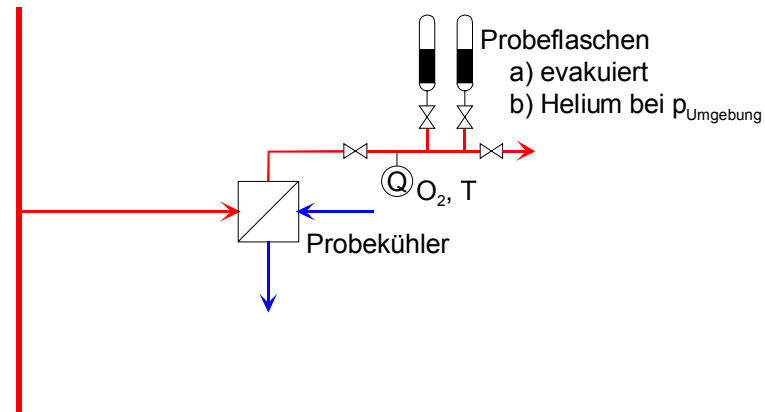 Probeflaschen
a) evakuiert
b) Helium bei pUmgebung
Q O2, T
Probekühler